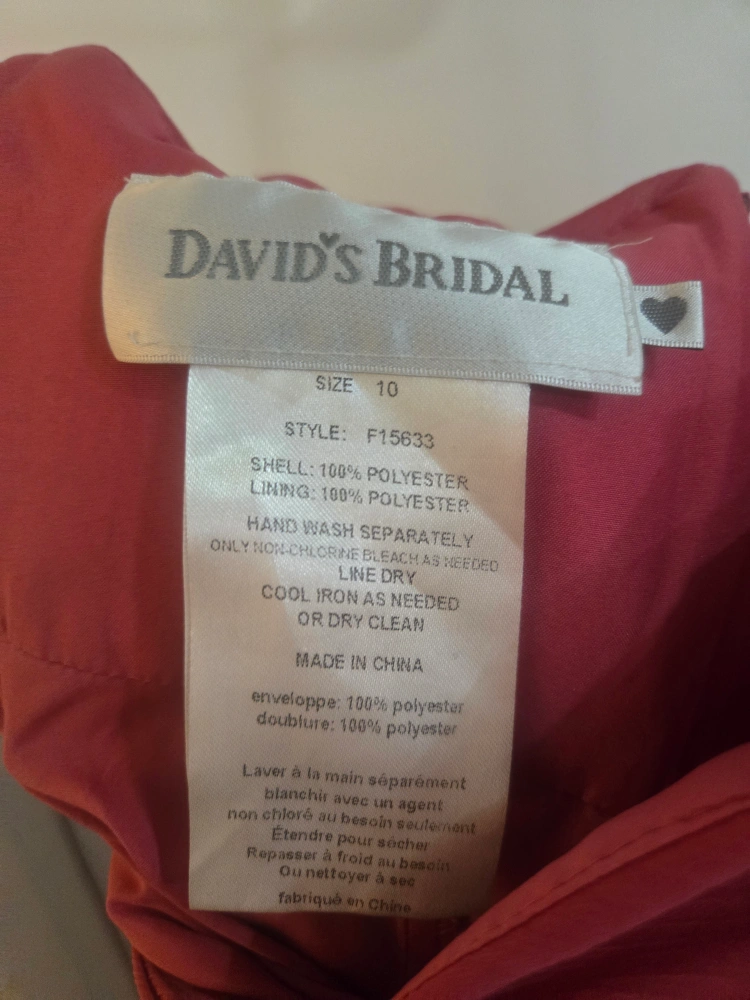 DAVID'S BRIDAL
SIZE 10
STYLE: F15633
SHELL: 100% POLYESTER
LINING: 100% POLYESTER
HAND WASH SEPARATELY
ONLY NON-CHLORINE BLEACH AS NEEDED
LINE DRY
COOL IRON AS NEEDED
OR DRY CLEAN
MADE IN CHINA
enveloppe: 100% polyester
doublure: 100% polyester
Laver à la main séparément
blanchir avec un agent
non chloré au besoin seulement
Étendre pour sécher
Repasser à froid au besoin
Ou nettoyer à sec
fabriqué en Chine